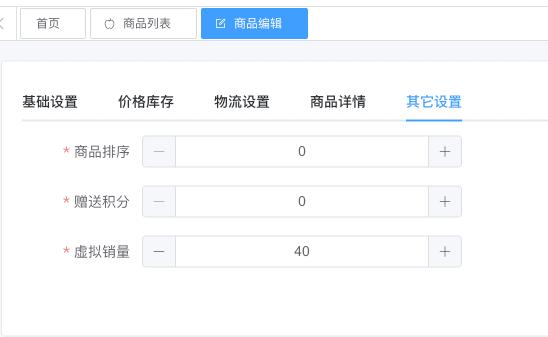 首页 商品列表 商品编辑
基础设置 价格库存 物流设置 商品详情 其它设置
* 商品排序 — 0 +
* 赠送积分 — 0 +
* 虚拟销量 — 40 +